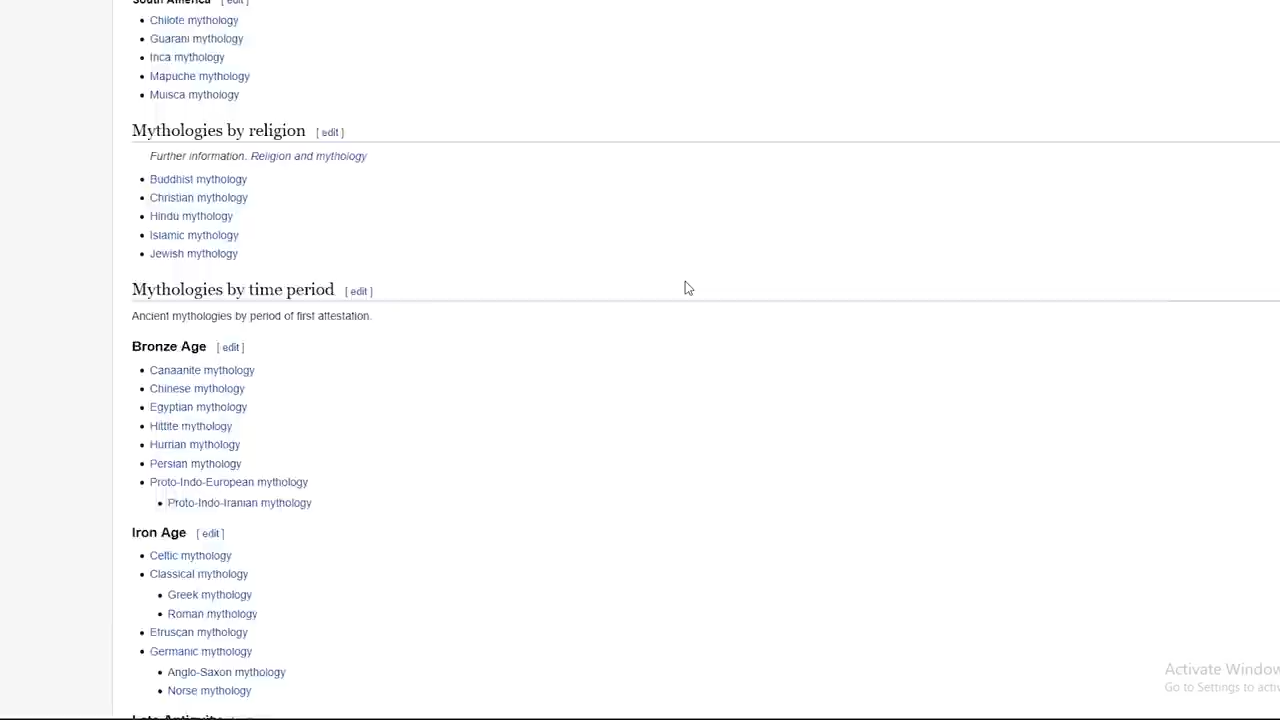 South America [ edit ]
Chilote mythology
Guarani mythology
Inca mythology
Mapuche mythology
Muisca mythology
Mythologies by religion [ edit ]
Further information. Religion and mythology
Buddhist mythology
Christian mythology
Hindu mythology
Islamic mythology
Jewish mythology
Mythologies by time period [ edit ]
Ancient mythologies by period of first attestation.
Bronze Age [ edit ]
Canaanite mythology
Chinese mythology
Egyptian mythology
Hittite mythology
Hurrian mythology
Persian mythology
Proto-Indo-European mythology
Proto-Indo-Iranian mythology
Iron Age [ edit ]
Celtic mythology
Classical mythology
Greek mythology
Roman mythology
Etruscan mythology
Germanic mythology
Anglo-Saxon mythology
Norse mythology
Activate Window
Go to Settings to activ